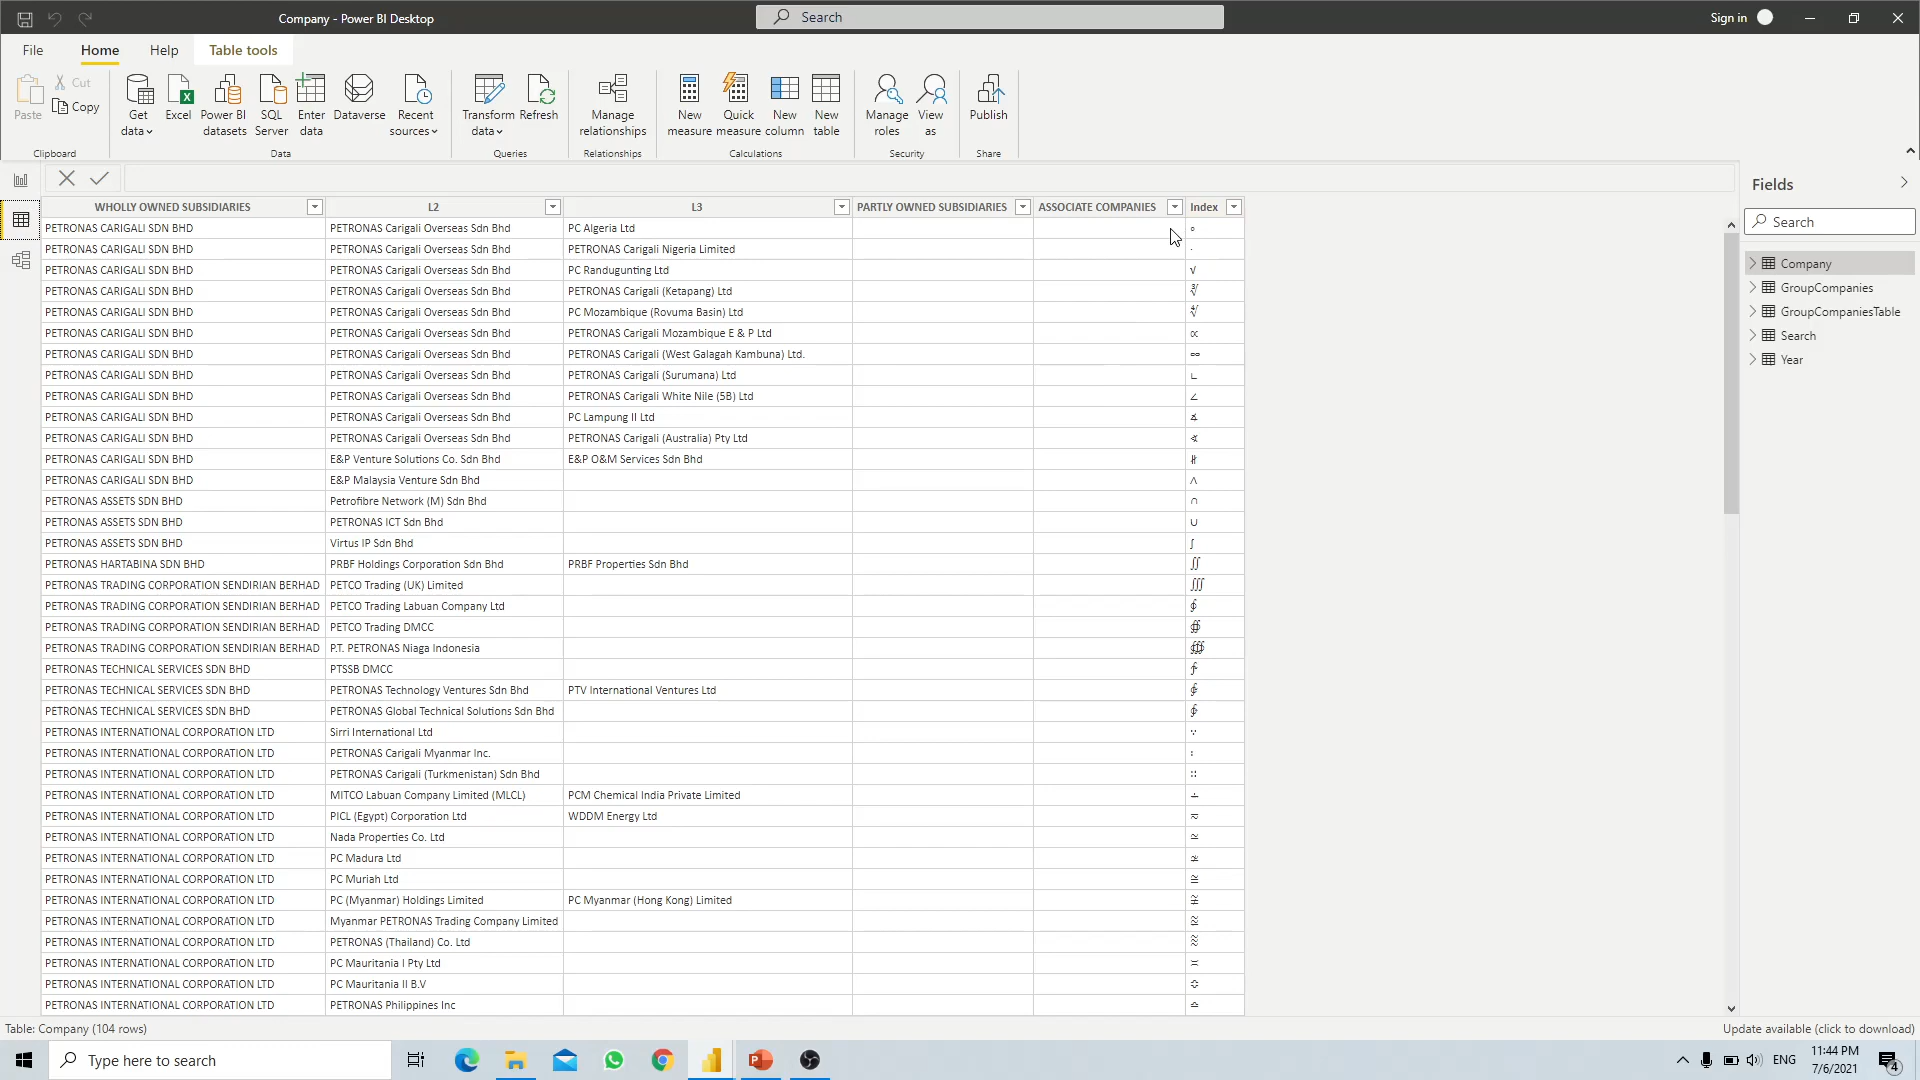 Company - Power BI Desktop
Search
Sign in
File Home Help Table tools
Paste
Cut
Copy
Get data
Excel
Power BI datasets
SQL Server
Enter data
Dataverse
Recent sources
Transform data
Refresh
Manage relationships
New measure
Quick measure
New column
New table
Manage roles
View as
Publish
Clipboard Data Queries Relationships Calculations Security Share
WHOLLY OWNED SUBSIDIARIES L2 L3 PARTLY OWNED SUBSIDIARIES ASSOCIATE COMPANIES Index
PETRONAS CARIGALI SDN BHD PETRONAS Carigali Overseas Sdn Bhd PC Algeria Ltd
PETRONAS CARIGALI SDN BHD PETRONAS Carigali Overseas Sdn Bhd PETRONAS Carigali Nigeria Limited
PETRONAS CARIGALI SDN BHD PETRONAS Carigali Overseas Sdn Bhd PC Randugunting Ltd √
PETRONAS CARIGALI SDN BHD PETRONAS Carigali Overseas Sdn Bhd PETRONAS Carigali (Ketapang) Ltd ∛
PETRONAS CARIGALI SDN BHD PETRONAS Carigali Overseas Sdn Bhd PC Mozambique (Rovuma Basin) Ltd ∜
PETRONAS CARIGALI SDN BHD PETRONAS Carigali Overseas Sdn Bhd PETRONAS Carigali Mozambique E & P Ltd ∝
PETRONAS CARIGALI SDN BHD PETRONAS Carigali Overseas Sdn Bhd PETRONAS Carigali (West Galagah Kambuna) Ltd. ∞
PETRONAS CARIGALI SDN BHD PETRONAS Carigali Overseas Sdn Bhd PETRONAS Carigali (Surumana) Ltd ∟
PETRONAS CARIGALI SDN BHD PETRONAS Carigali Overseas Sdn Bhd PETRONAS Carigali White Nile (5B) Ltd ∠
PETRONAS CARIGALI SDN BHD PETRONAS Carigali Overseas Sdn Bhd PC Lampung II Ltd ∡
PETRONAS CARIGALI SDN BHD PETRONAS Carigali Overseas Sdn Bhd PETRONAS Carigali (Australia) Pty Ltd ∢
PETRONAS CARIGALI SDN BHD E&P Venture Solutions Co. Sdn Bhd E&P O&M Services Sdn Bhd ∦
PETRONAS CARIGALI SDN BHD E&P Malaysia Venture Sdn Bhd ∧
PETRONAS ASSETS SDN BHD Petrofibre Network (M) Sdn Bhd ∩
PETRONAS ASSETS SDN BHD PETRONAS ICT Sdn Bhd ∪
PETRONAS ASSETS SDN BHD Virtus IP Sdn Bhd ∫
PETRONAS HARTABINA SDN BHD PRBF Holdings Corporation Sdn Bhd PRBF Properties Sdn Bhd ∬
PETRONAS TRADING CORPORATION SENDIRIAN BERHAD PETCO Trading (UK) Limited ∭
PETRONAS TRADING CORPORATION SENDIRIAN BERHAD PETCO Trading Labuan Company Ltd ∮
PETRONAS TRADING CORPORATION SENDIRIAN BERHAD PETCO Trading DMCC ∯
PETRONAS TRADING CORPORATION SENDIRIAN BERHAD P.T. PETRONAS Niaga Indonesia ∰
PETRONAS TECHNICAL SERVICES SDN BHD PTSSB DMCC ∱
PETRONAS TECHNICAL SERVICES SDN BHD PETRONAS Technology Ventures Sdn Bhd PTV International Ventures Ltd ∲
PETRONAS TECHNICAL SERVICES SDN BHD PETRONAS Global Technical Solutions Sdn Bhd ∳
PETRONAS INTERNATIONAL CORPORATION LTD Sirri International Ltd ∵
PETRONAS INTERNATIONAL CORPORATION LTD PETRONAS Carigali Myanmar Inc. ∶
PETRONAS INTERNATIONAL CORPORATION LTD PETRONAS Carigali (Turkmenistan) Sdn Bhd ∷
PETRONAS INTERNATIONAL CORPORATION LTD MITCO Labuan Company Limited (MLCL) PCM Chemical India Private Limited ∸
PETRONAS INTERNATIONAL CORPORATION LTD PICL (Egypt) Corporation Ltd WDDM Energy Ltd
PETRONAS INTERNATIONAL CORPORATION LTD Nada Properties Co. Ltd ≃
PETRONAS INTERNATIONAL CORPORATION LTD PC Madura Ltd ≄
PETRONAS INTERNATIONAL CORPORATION LTD PC Muriah Ltd ≅
PETRONAS INTERNATIONAL CORPORATION LTD PC (Myanmar) Holdings Limited PC Myanmar (Hong Kong) Limited
PETRONAS INTERNATIONAL CORPORATION LTD Myanmar PETRONAS Trading Company Limited ≊
PETRONAS INTERNATIONAL CORPORATION LTD PETRONAS (Thailand) Co. Ltd ≋
PETRONAS INTERNATIONAL CORPORATION LTD PC Mauritania I Pty Ltd ≍
PETRONAS INTERNATIONAL CORPORATION LTD PC Mauritania II B.V ≎
PETRONAS INTERNATIONAL CORPORATION LTD PETRONAS Philippines Inc ≏
Fields
Search
Company
GroupCompanies
GroupCompaniesTable
Search
Year
Table: Company (104 rows)
Update available (click to download)
Type here to search
ENG
11:44 PM
7/6/2021
4